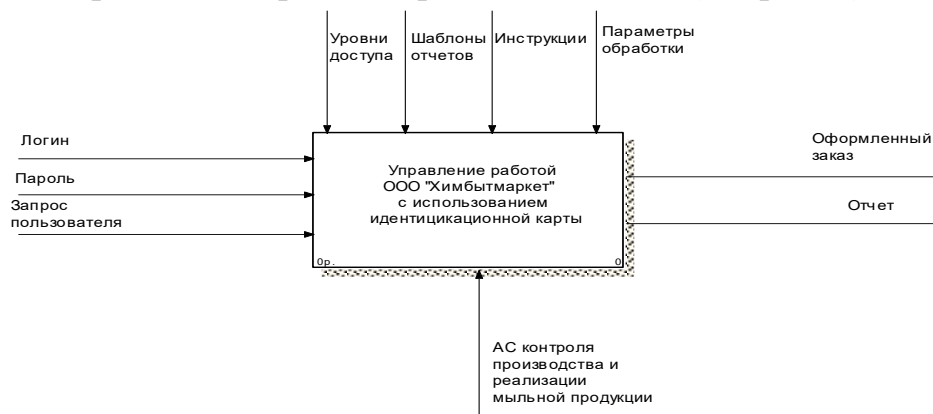 Уровни
доступа
Шаблоны
отчетов
Инструкции
Параметры
обработки
Логин
Пароль
Запрос
пользователя
Управление работой
ООО "Химбытмаркет"
с использованием
идентицикационной карты
0р.
0
Оформленный
заказ
Отчет
АС контроля
производства и
реализации
мыльной продукции